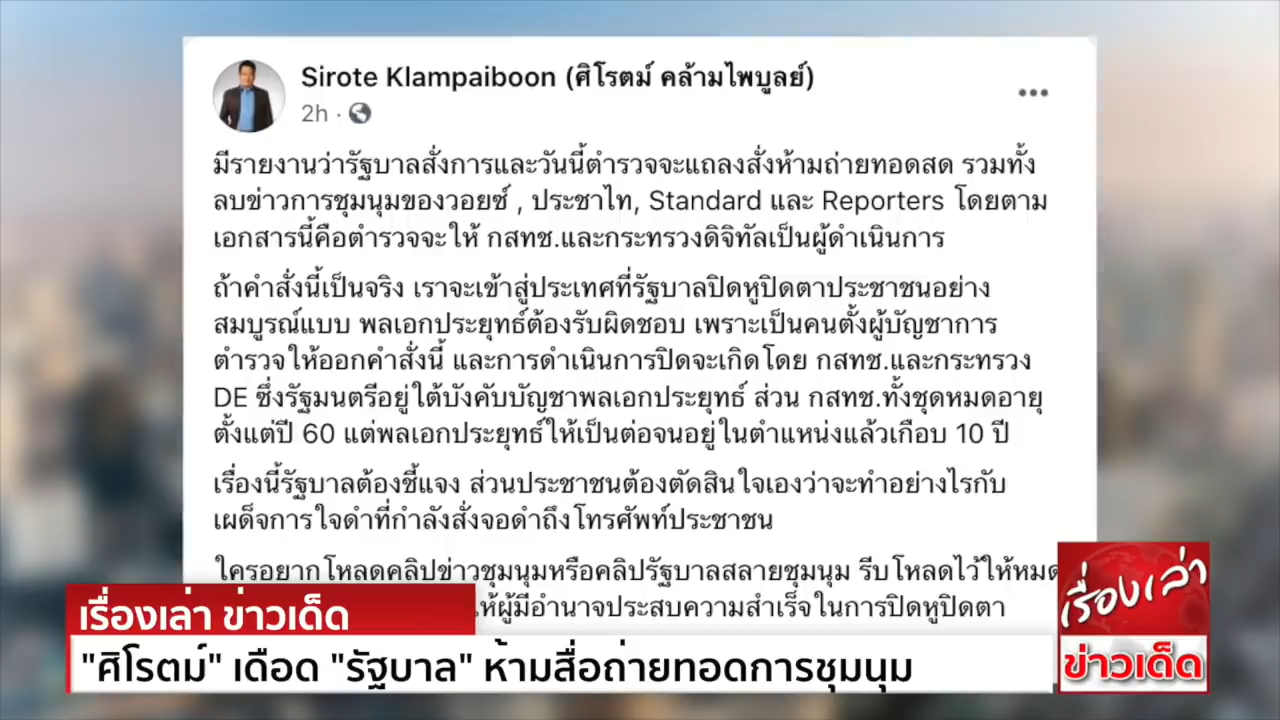 Sirote Klampaiboon (ศิโรตม์ คล้ามไพบูลย์)
2h ·
มีรายงานว่ารัฐบาลสั่งการและวันนี้ตำรวจจะแถลงสั่งห้ามถ่ายทอดสด รวมทั้ง
ลบข่าวการชุมนุมของวอยซ์ , ประชาไท, Standard และ Reporters โดยตาม
เอกสารนี้คือตำรวจจะให้ กสทช.และกระทรวงดิจิทัลเป็นผู้ดำเนินการ
ถ้าคำสั่งนี้เป็นจริง เราจะเข้าสู่ประเทศที่รัฐบาลปิดหูปิดตาประชาชนอย่าง
สมบูรณ์แบบ พลเอกประยุทธ์ต้องรับผิดชอบ เพราะเป็นคนตั้งผู้บัญชาการ
ตำรวจให้ออกคำสั่งนี้ และการดำเนินการปิดจะเกิดโดย กสทช.และกระทรวง
DE ซึ่งรัฐมนตรีอยู่ใต้บังคับบัญชาพลเอกประยุทธ์ ส่วน กสทช.ทั้งชุดหมดอายุ
ตั้งแต่ปี 60 แต่พลเอกประยุทธ์ให้เป็นต่อจนอยู่ในตำแหน่งแล้วเกือบ 10 ปี
เรื่องนี้รัฐบาลต้องชี้แจง ส่วนประชาชนต้องตัดสินใจเองว่าจะทำอย่างไรกับ
เผด็จการใจดำที่กำลังสั่งจอดำถึงโทรศัพท์ประชาชน
ใครอยากโหลดคลิปข่าวชุมนุมหรือคลิปรัฐบาลสลายชุมนุม รีบโหลดไว้ให้หมด
ให้ผู้มีอำนาจประสบความสำเร็จในการปิดหูปิดตา
เรื่องเล่า ข่าวเด็ด
"ศิโรตม์" เดือด "รัฐบาล" ห้ามสื่อถ่ายทอดการชุมนุม
เรื่องเล่า
ข่าวเด็ด